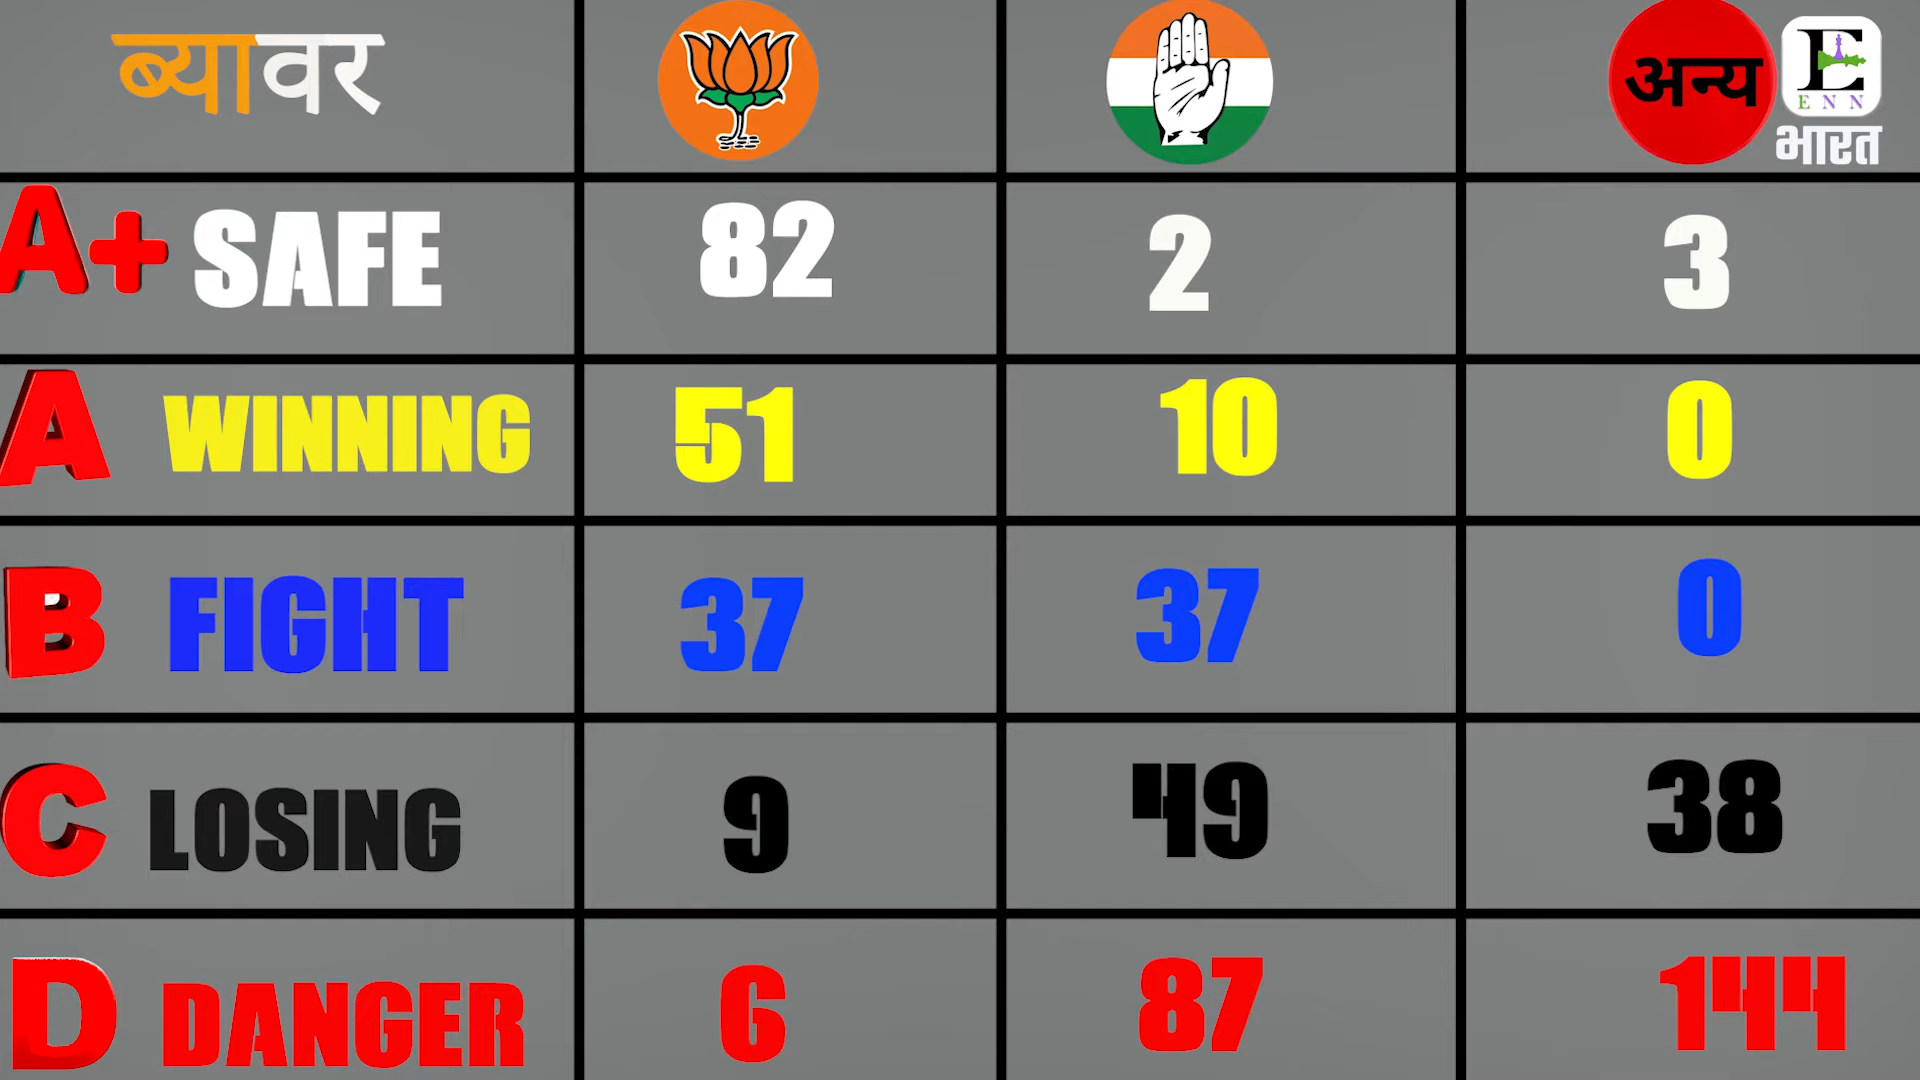 ब्यावर
अन्य
E
ENN
भारत
A+ SAFE 82 2 3
A WINNING 51 10 0
B FIGHT 37 37 0
C LOSING 9 49 38
D DANGER 6 87 144